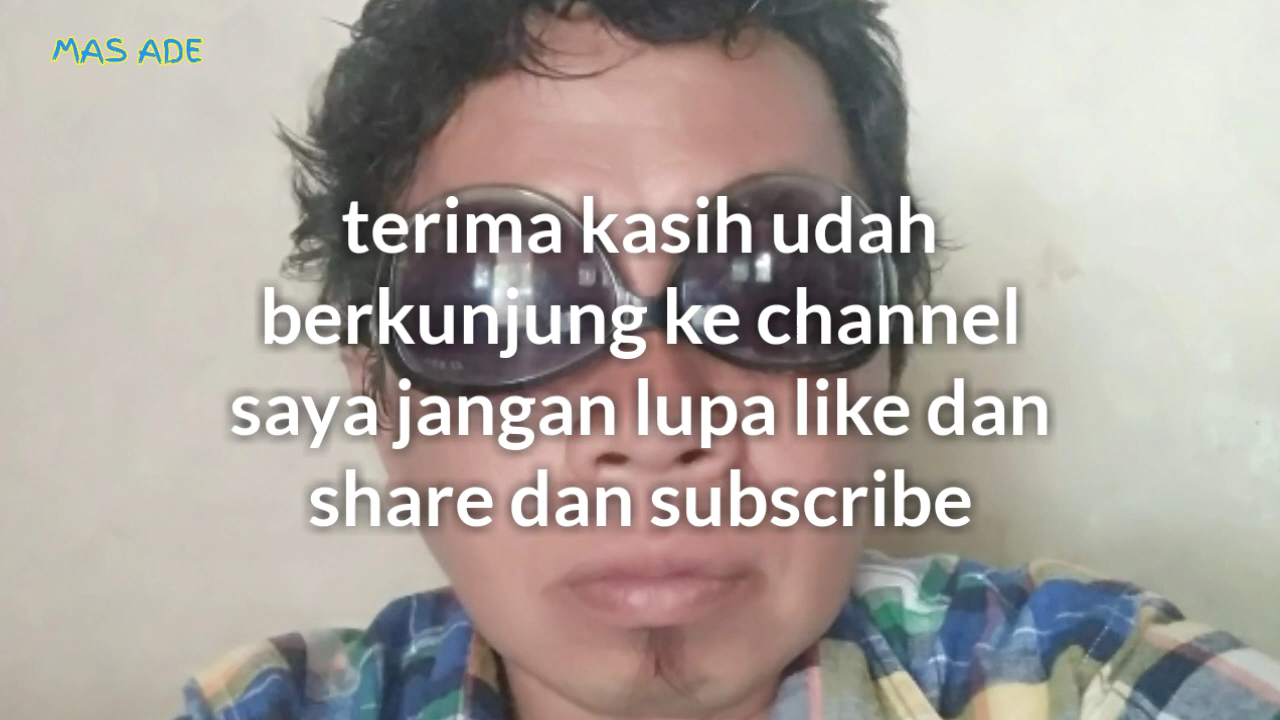 MAS ADE
terima kasih udah
berkunjung ke channel
saya jangan lupa like dan
share dan subscribe